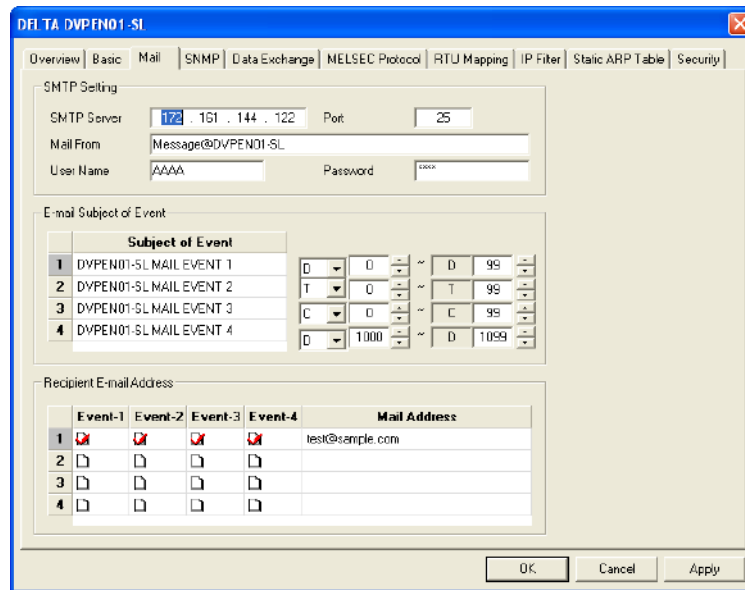 DELTA DVPEN01-SL
Overview Basic Mail SNMP Data Exchange MELSEC Protocol RTU Mapping IP Filter Static ARP Table Security
SMTP Setting
SMTP Server 172 . 161 . 144 . 122 Port 25
Mail From Message@DVPEN01-SL
User Name AAAA Password ****
E-mail Subject of Event
Subject of Event
1 DVPEN01-SL MAIL EVENT 1 D 0 ~ D 99
2 DVPEN01-SL MAIL EVENT 2 T 0 ~ T 99
3 DVPEN01-SL MAIL EVENT 3 C 0 ~ C 99
4 DVPEN01-SL MAIL EVENT 4 D 1000 ~ D 1099
Recipient E-mail Address
Event-1 Event-2 Event-3 Event-4 Mail Address
1 test@sample.com
2
3
4
OK Cancel Apply